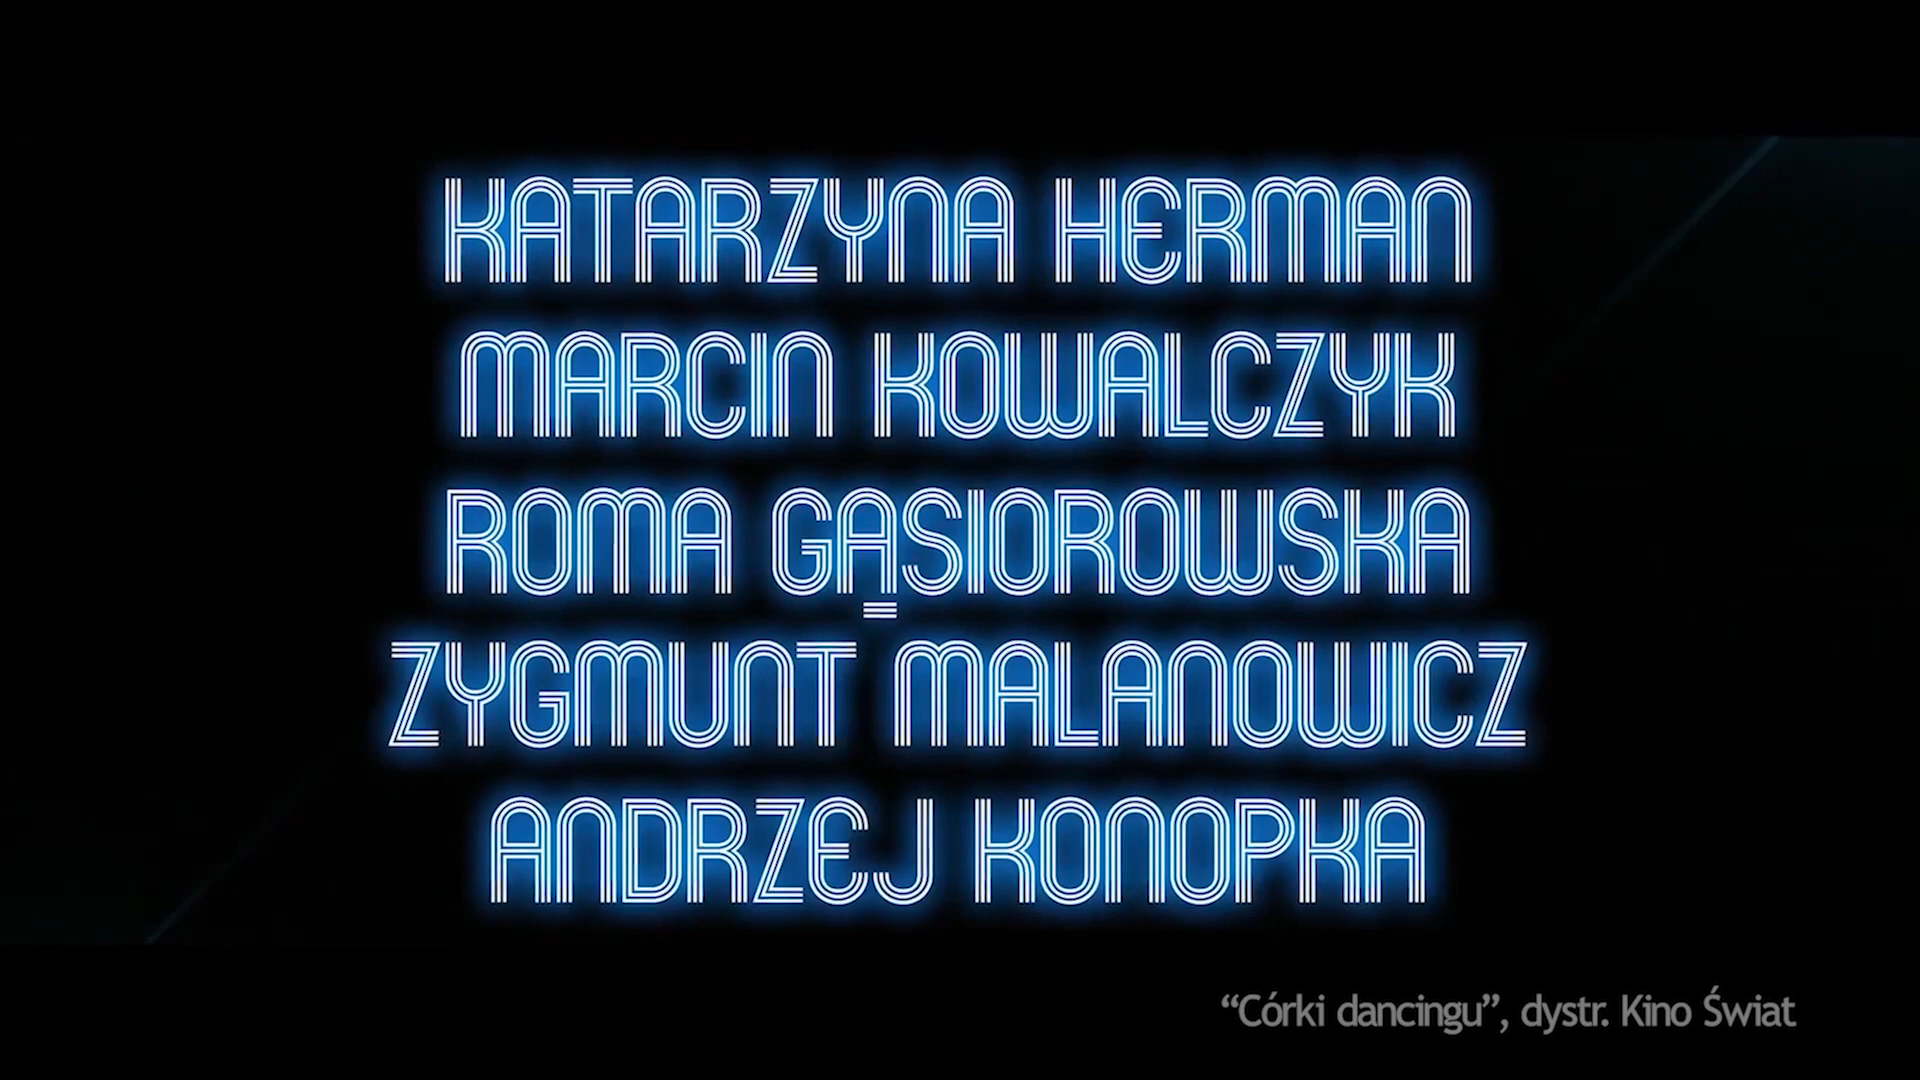 KATARZYNA HERMAN
MARCIN KOWALCZYK
ROMA GĄSIOROWSKA
ZYGMUNT MALANOWICZ
ANDRZEJ KONOPKA
“Córki dancingu”, dystr. Kino Świat